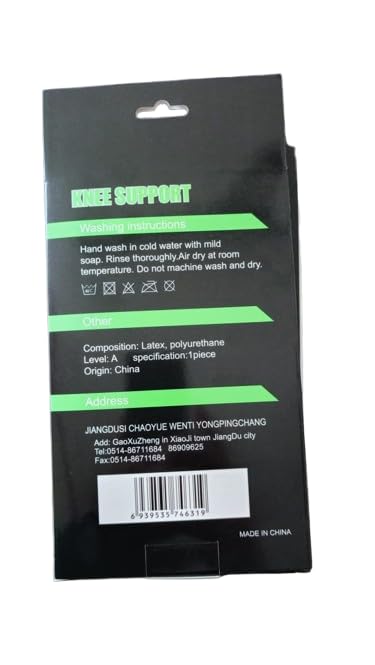 KNEE SUPPORT
Washing Instructions
Hand wash in cold water with mild
soap. Rinse thoroughly.Air dry at room
temperature. Do not machine wash and dry.
Other
Composition: Latex, polyurethane
Level: A specification:1piece
Origin: China
Address
JIANGDUSI CHAOYUE WENTI YONGPINGCHANG
Add: GaoXuZheng in XiaoJi town JiangDu city
Tel:0514-86711684 86909625
Fax:0514-86711684
6 939535 746319
MADE IN CHINA